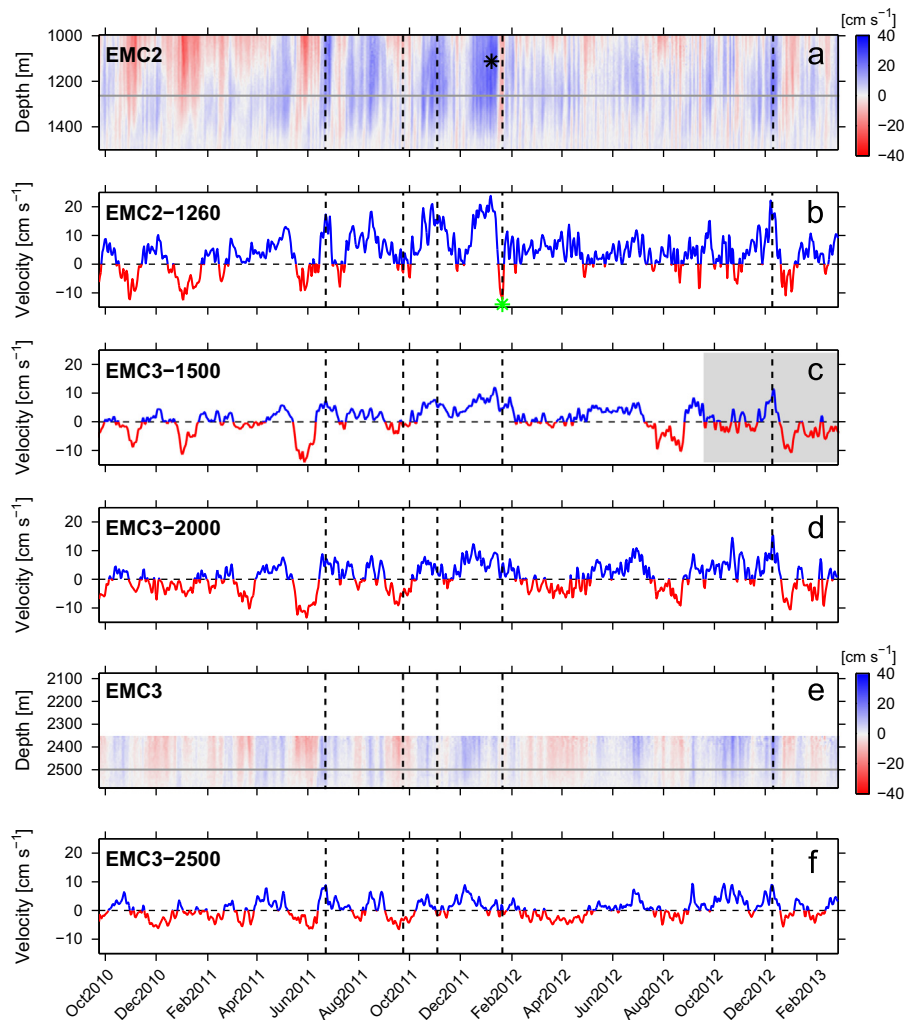 [cm s⁻¹]
1000
1200
1400
Depth [m]
EMC2
a
40
20
0
−20
−40
20
10
0
−10
Velocity [cm s⁻¹]
EMC2−1260
b
20
10
0
−10
Velocity [cm s⁻¹]
EMC3−1500
c
20
10
0
−10
Velocity [cm s⁻¹]
EMC3−2000
d
[cm s⁻¹]
2100
2200
2300
2400
2500
Depth [m]
EMC3
e
40
20
0
−20
−40
20
10
0
−10
Velocity [cm s⁻¹]
EMC3−2500
f
Oct2010
Dec2010
Feb2011
Apr2011
Jun2011
Aug2011
Oct2011
Dec2011
Feb2012
Apr2012
Jun2012
Aug2012
Oct2012
Dec2012
Feb2013